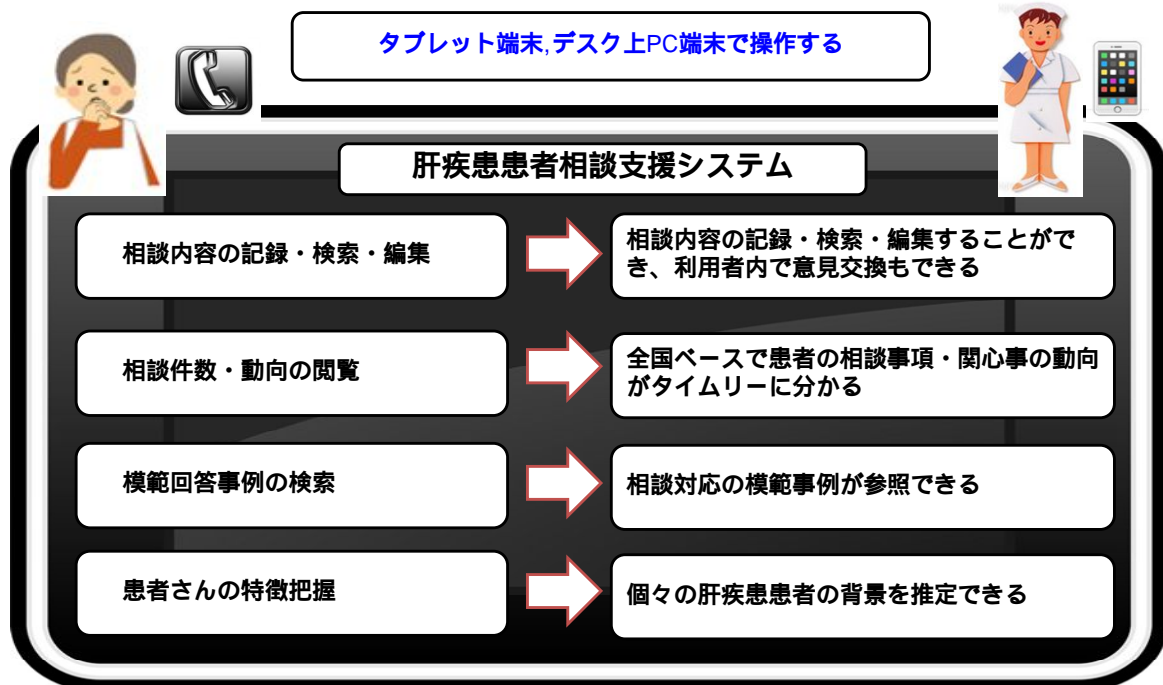 タブレット端末,デスク上PC端末で操作する
肝疾患患者相談支援システム
相談内容の記録・検索・編集
相談内容の記録・検索・編集することがで
き、利用者内で意見交換もできる
相談件数・動向の閲覧
全国ベースで患者の相談事項・関心事の動向
がタイムリーに分かる
模範回答事例の検索
相談対応の模範事例が参照できる
患者さんの特徴把握
個々の肝疾患患者の背景を推定できる